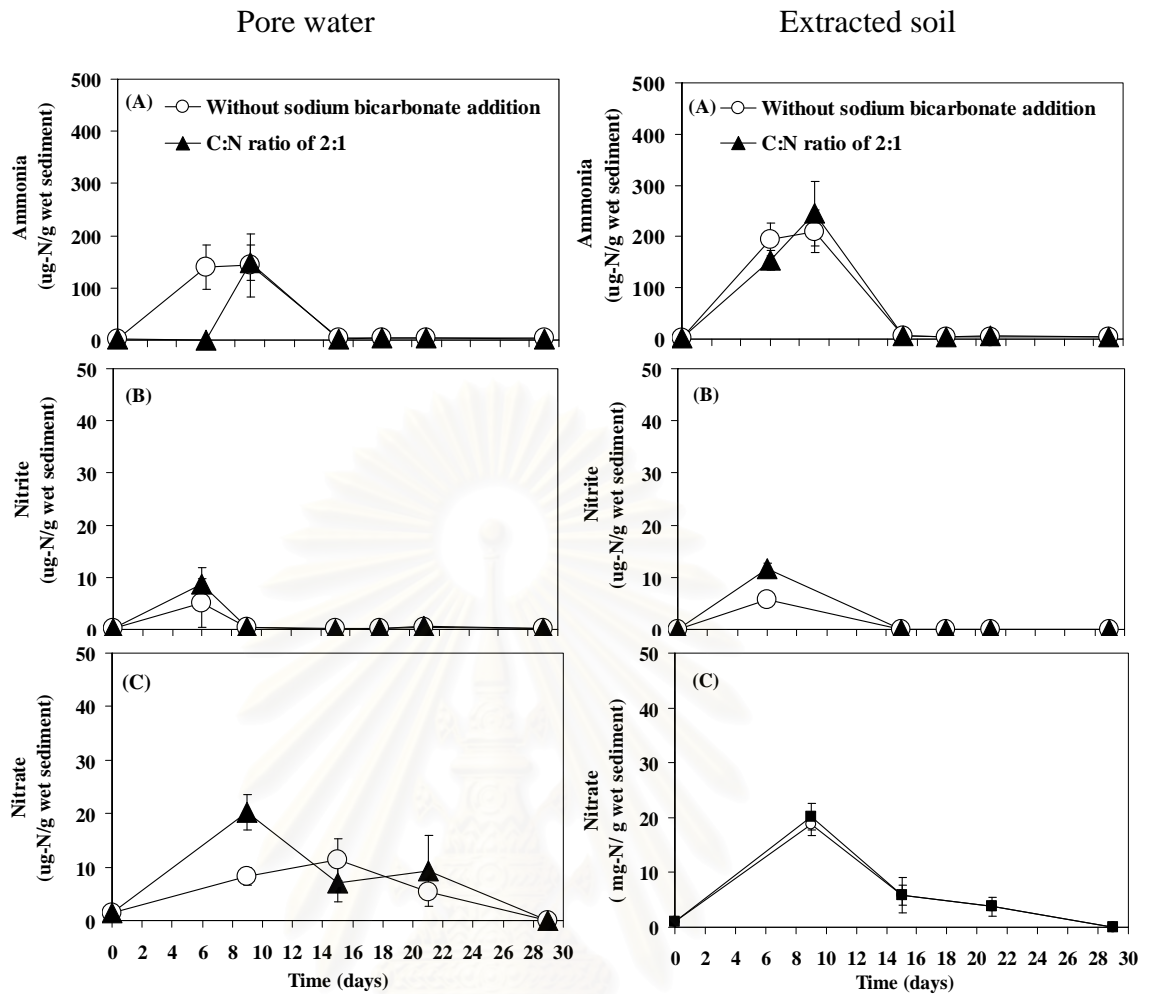 Pore water
Extracted soil
Ammonia
(ug-N/g wet sediment)
500
400
300
200
100
0
(A)
Without sodium bicarbonate addition
C:N ratio of 2:1
Ammonia
(ug-N/g wet sediment)
500
400
300
200
100
0
(A)
Without sodium bicarbonate addition
C:N ratio of 2:1
Nitrite
(ug-N/g wet sediment)
50
40
30
20
10
0
(B)
Nitrite
(ug-N/g wet sediment)
50
40
30
20
10
0
(B)
Nitrate
(ug-N/g wet sediment)
50
40
30
20
10
0
(C)
0 2 4 6 8 10 12 14 16 18 20 22 24 26 28 30
Time (days)
Nitrate
( mg-N/ g wet sediment)
50
40
30
20
10
0
(C)
0 2 4 6 8 10 12 14 16 18 20 22 24 26 28 30
Time (days)